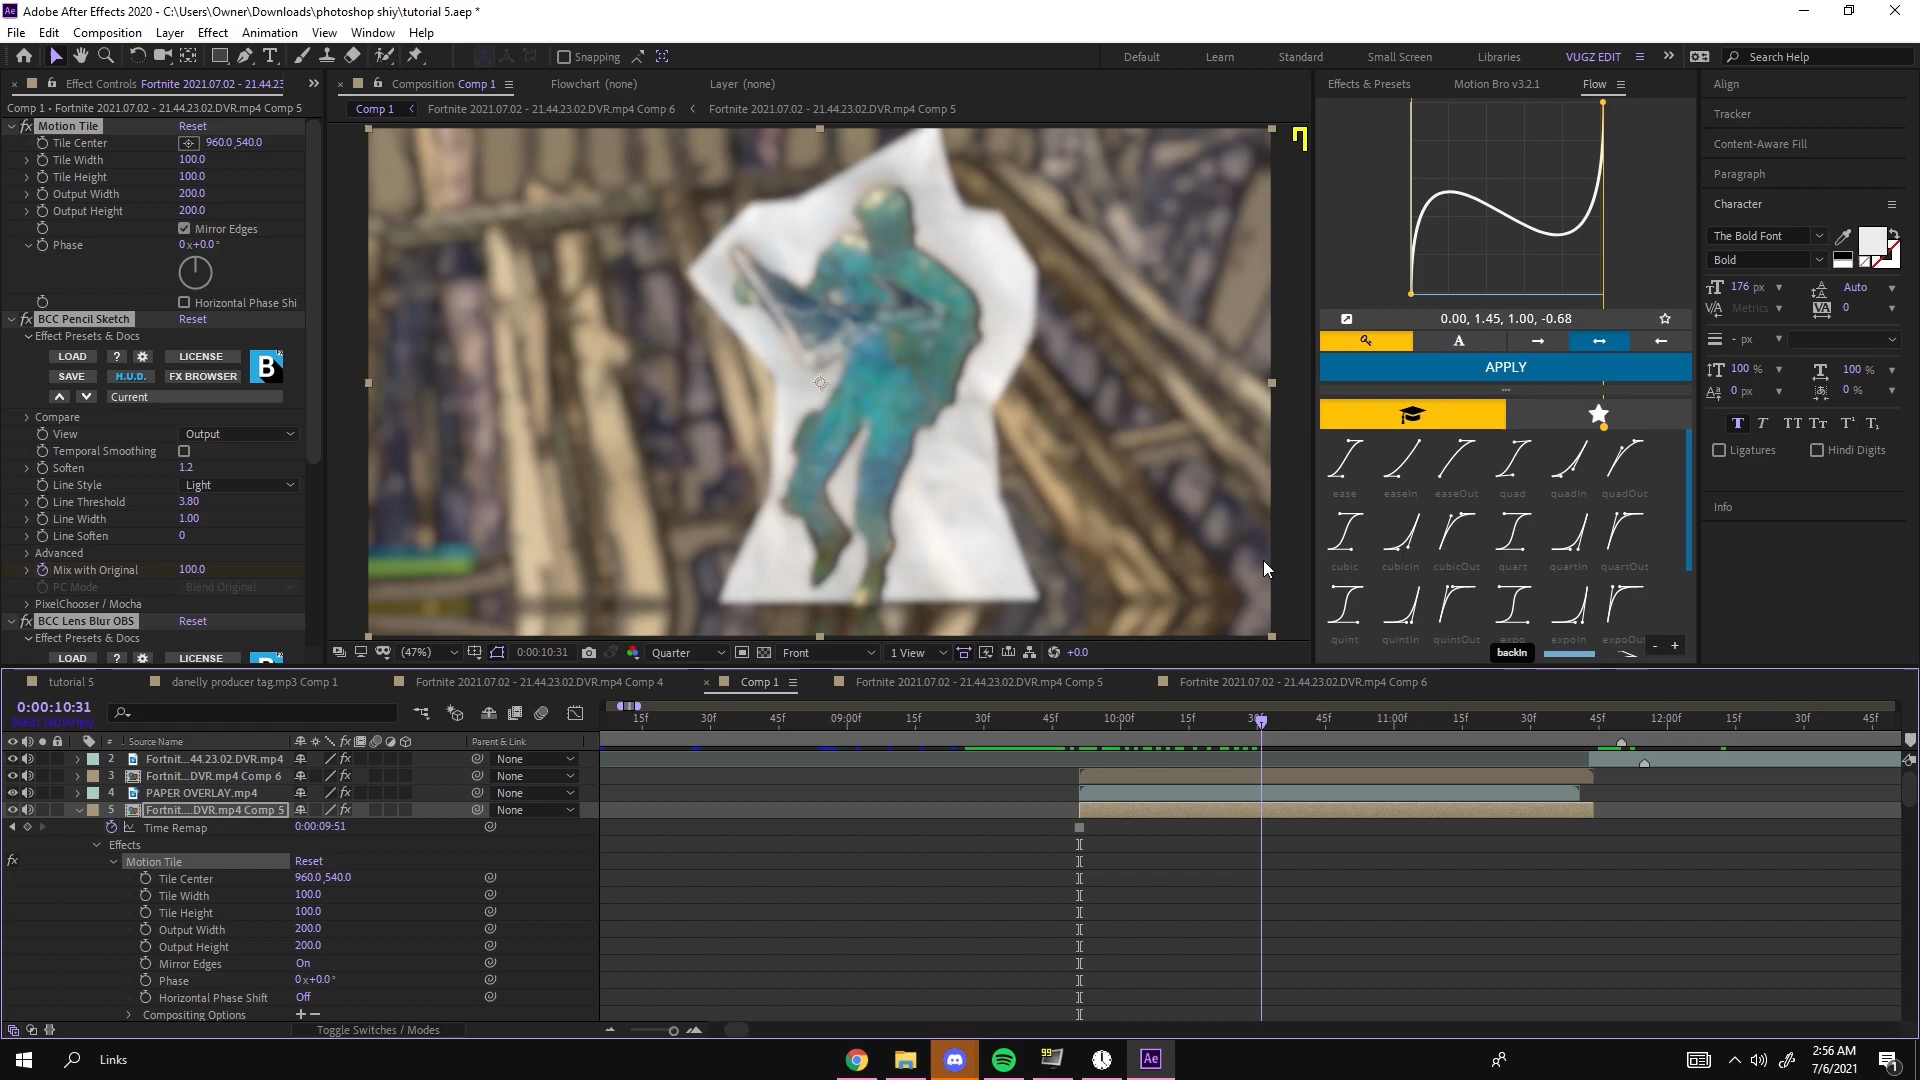 Adobe After Effects 2020 - C:\Users\Owner\Downloads\photoshop shiy\tutorial 5.aep *
File Edit Composition Layer Effect Animation View Window Help
Snapping
Default Learn Standard Small Screen Libraries VUGZ EDIT Search Help
Effect Controls Fortnite 2021.07.02 - 21.44.23
Comp 1 • Fortnite 2021.07.02 - 21.44.23.02.DVR.mp4 Comp 5
fx Motion Tile Reset
Tile Center 960.0,540.0
Tile Width 100.0
Tile Height 100.0
Output Width 200.0
Output Height 200.0
Mirror Edges
Phase 0x+0.0°
Horizontal Phase Shi
fx BCC Pencil Sketch Reset
Effect Presets & Docs
LOAD ? LICENSE
SAVE H.U.D. FX BROWSER
Current
Compare
View Output
Temporal Smoothing
Soften 1.2
Line Style Light
Line Threshold 3.80
Line Width 1.00
Line Soften 0
Advanced
Mix with Original 100.0
PC Mode Blend Original
PixelChooser / Mocha
fx BCC Lens Blur OBS Reset
Effect Presets & Docs
LOAD ? LICENSE
Composition Comp 1 Flowchart (none) Layer (none)
Comp 1 Fortnite 2021.07.02 - 21.44.23.02.DVR.mp4 Comp 6 Fortnite 2021.07.02 - 21.44.23.02.DVR.mp4 Comp 5
(47%) 0:00:10:31 Quarter Front 1 View +0.0
Effects & Presets Motion Bro v3.2.1 Flow
0.00, 1.45, 1.00, -0.68
A
APPLY
ease easeIn easeOut quad quadIn quadOut
cubic cubicIn cubicOut quart quartIn quartOut
quint quintIn quintOut expo expoIn expoOut
backIn - +
Align
Tracker
Content-Aware Fill
Paragraph
Character
The Bold Font
Bold
176 px Auto
Metrics 0
- px
100 % 100 %
0 px 0 %
Ligatures Hindi Digits
Info
tutorial 5 danelly producer tag.mp3 Comp 1 Fortnite 2021.07.02 - 21.44.23.02.DVR.mp4 Comp 4 Comp 1 Fortnite 2021.07.02 - 21.44.23.02.DVR.mp4 Comp 5 Fortnite 2021.07.02 - 21.44.23.02.DVR.mp4 Comp 6
0:00:10:31
15f 30f 45f 09:00f 15f 30f 45f 10:00f 15f 30f 45f 11:00f 15f 30f 45f 12:00f 15f 30f 45f
# Source Name Parent & Link
2 Fortnit...44.23.02.DVR.mp4 None
3 Fortnit...DVR.mp4 Comp 6 None
4 PAPER OVERLAY.mp4 None
5 Fortnit...DVR.mp4 Comp 5 None
Time Remap 0:00:09:51
Effects
fx Motion Tile Reset
Tile Center 960.0,540.0
Tile Width 100.0
Tile Height 100.0
Output Width 200.0
Output Height 200.0
Mirror Edges On
Phase 0x+0.0°
Horizontal Phase Shift Off
Compositing Options + −
Toggle Switches / Modes
Links
99
Ae
2:56 AM
7/6/2021
1